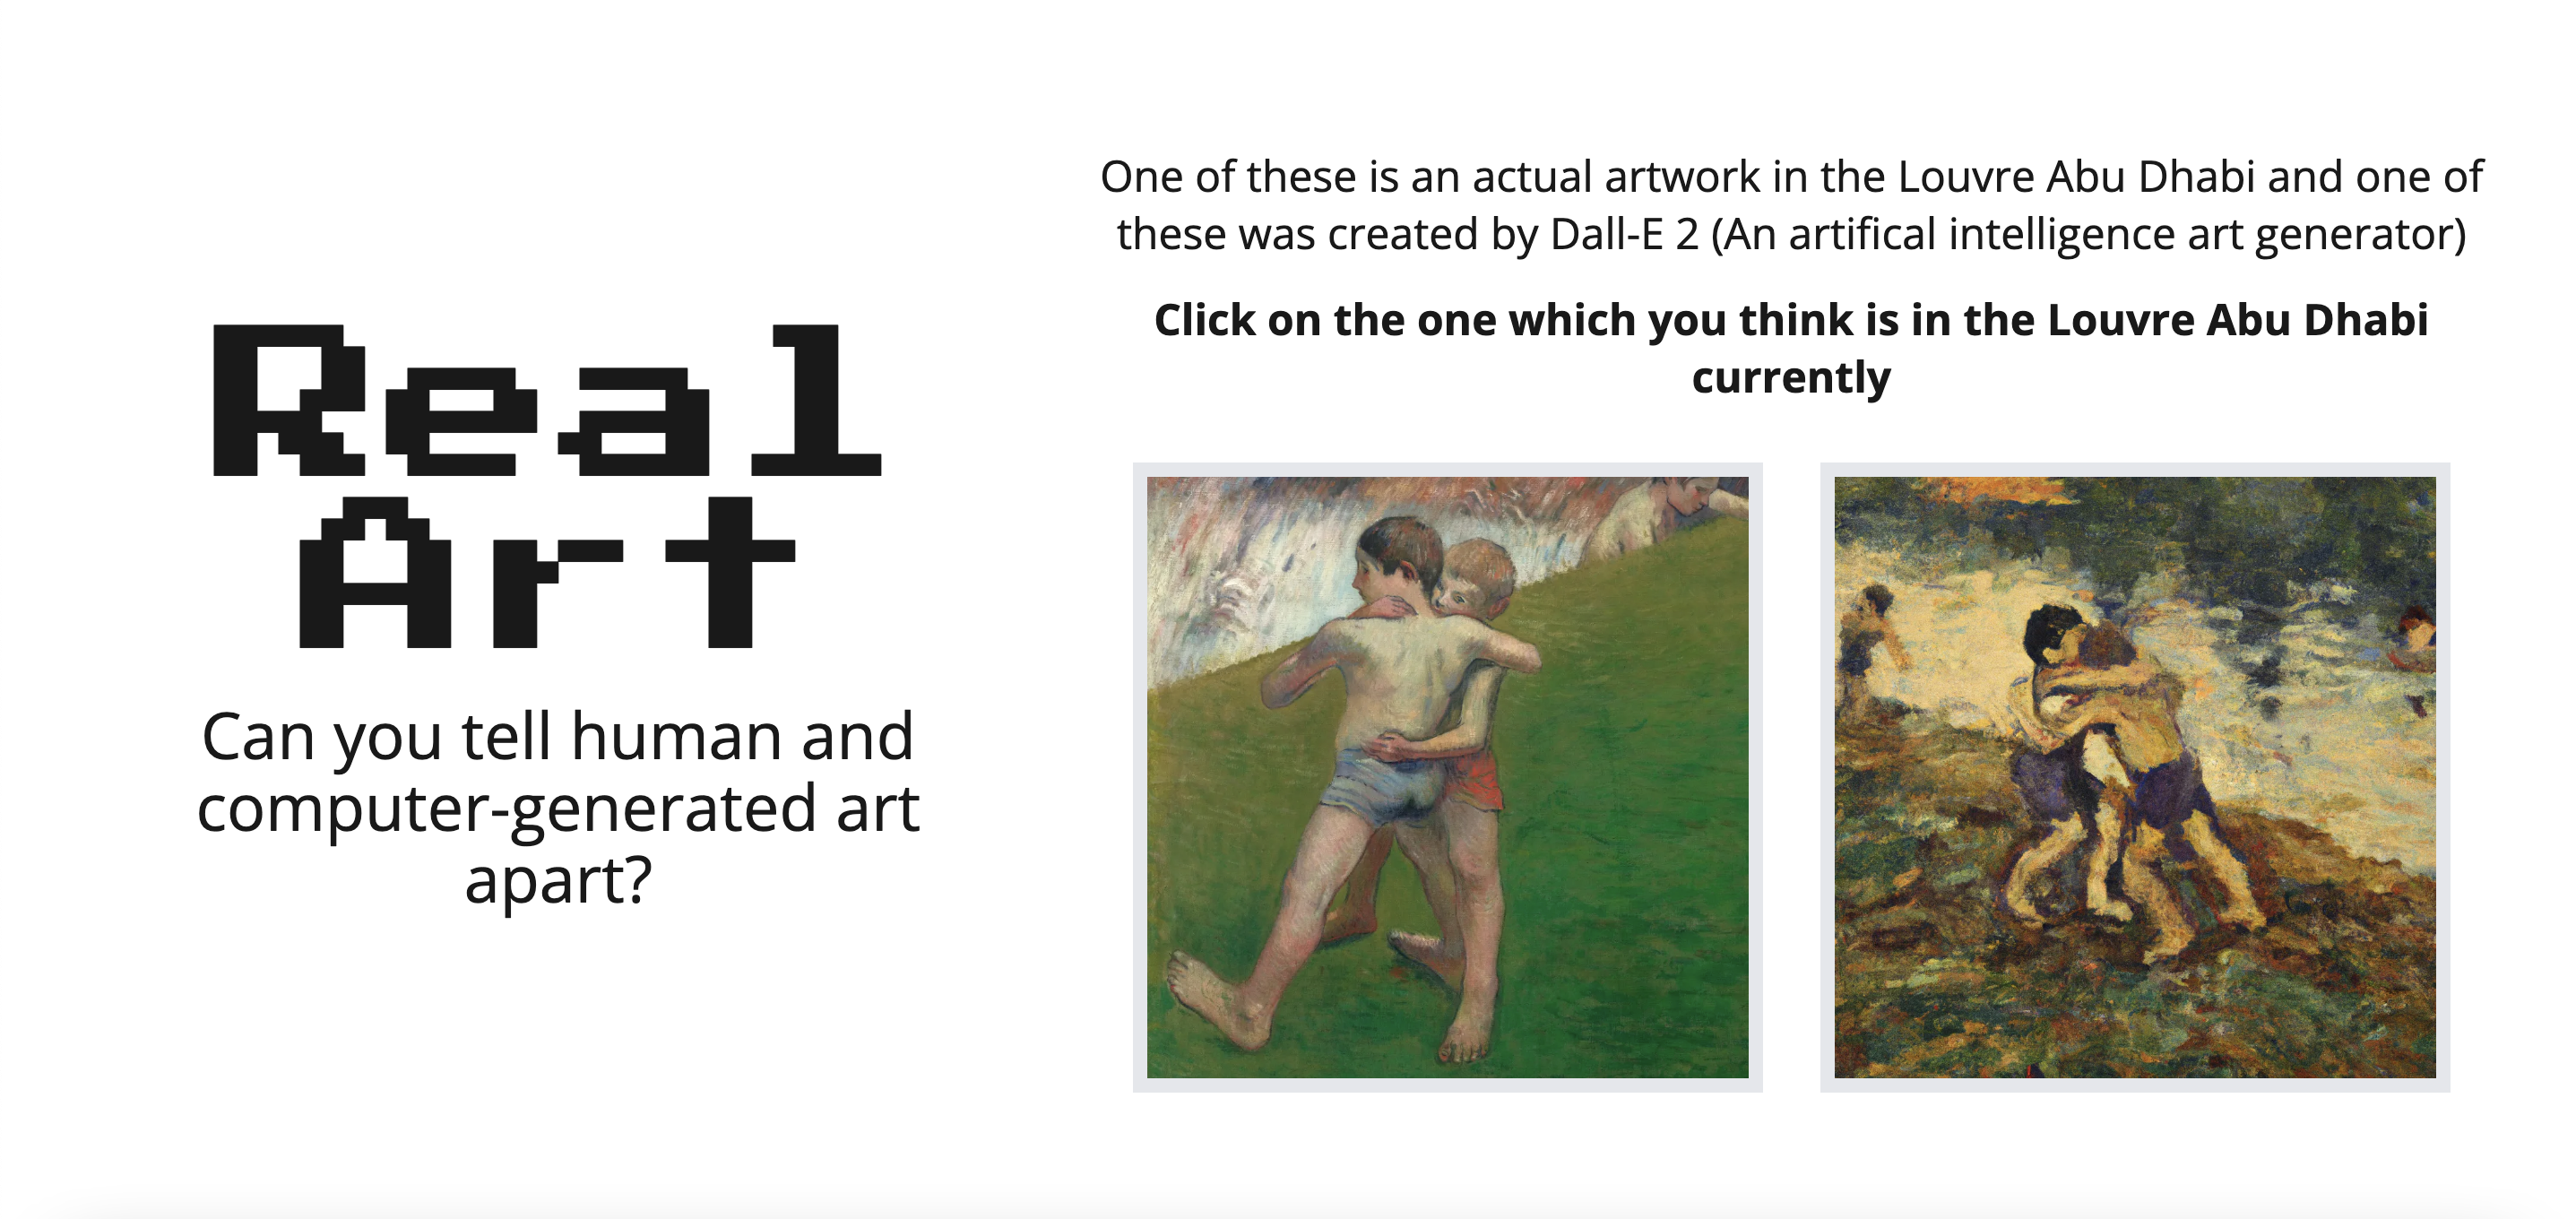 Real
Art
Can you tell human and
computer-generated art
apart?
One of these is an actual artwork in the Louvre Abu Dhabi and one of
these was created by Dall-E 2 (An artifical intelligence art generator)
Click on the one which you think is in the Louvre Abu Dhabi
currently